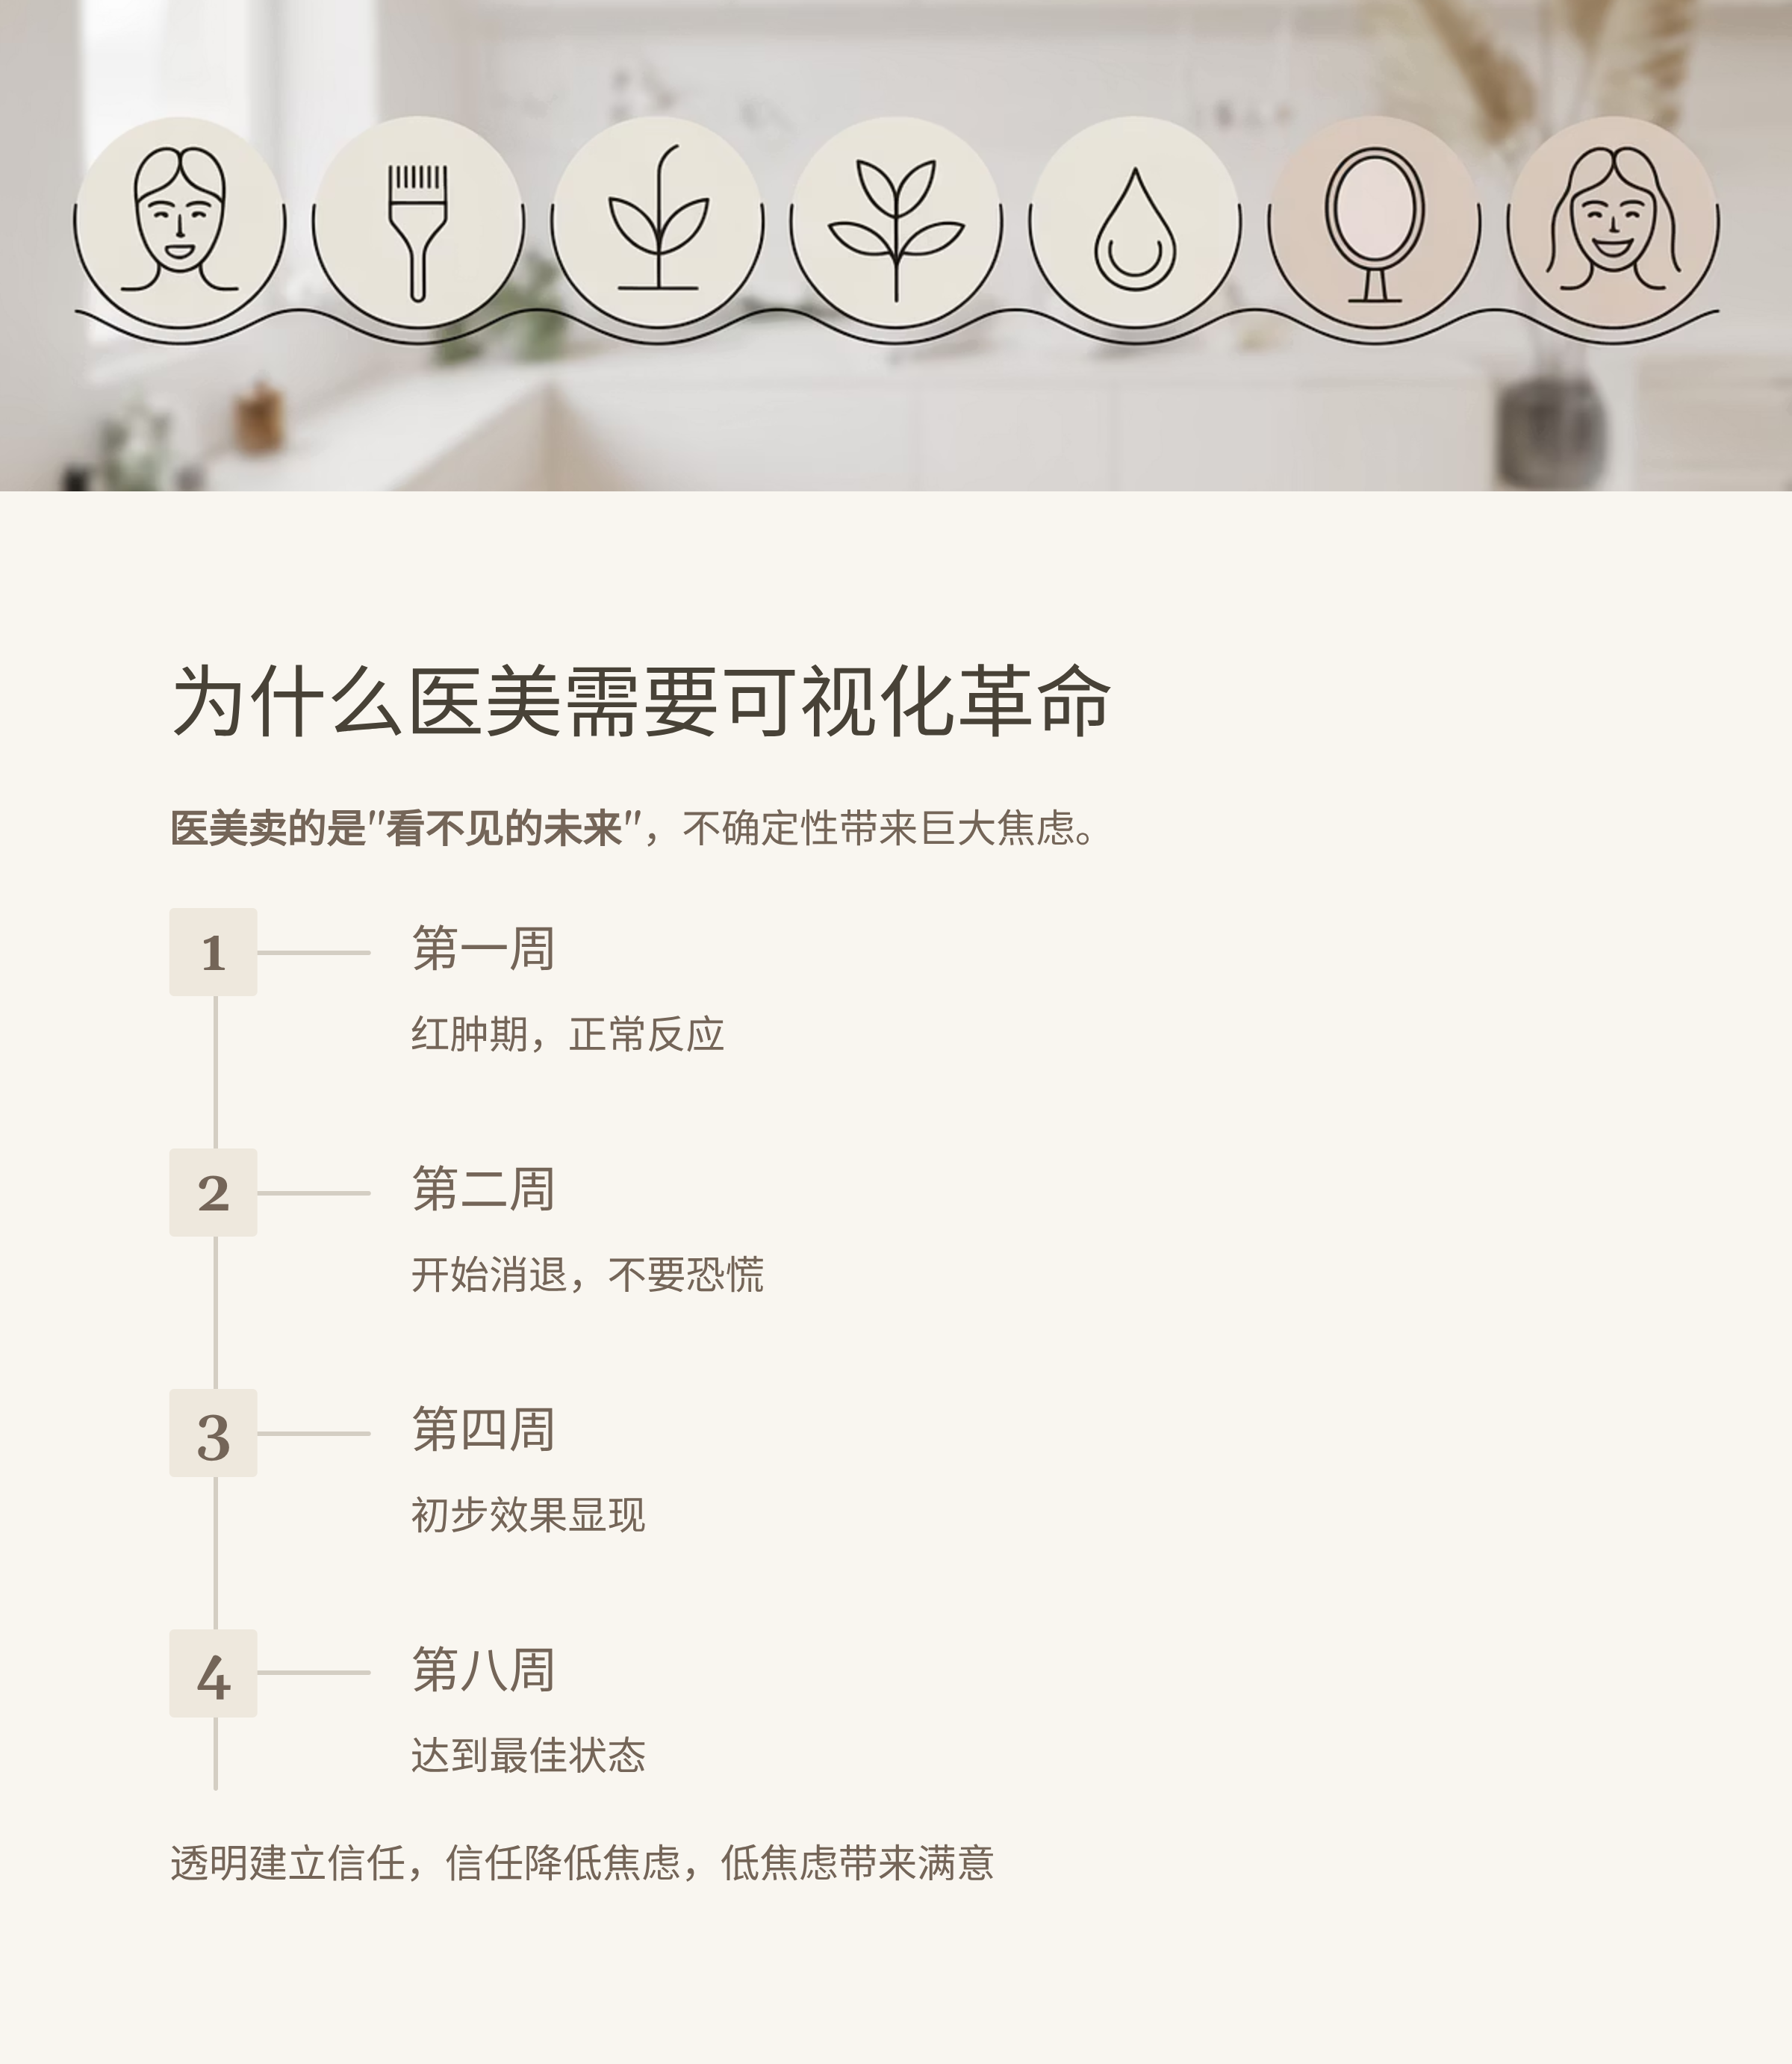 为什么医美需要可视化革命
医美卖的是"看不见的未来"，不确定性带来巨大焦虑。
1
第一周
红肿期，正常反应
2
第二周
开始消退，不要恐慌
3
第四周
初步效果显现
4
第八周
达到最佳状态
透明建立信任，信任降低焦虑，低焦虑带来满意